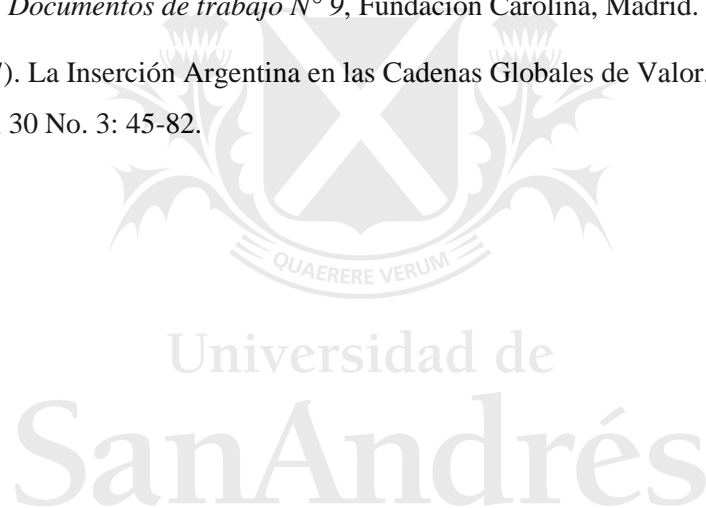 Documentos de trabajo N° 9, Fundación Carolina, Madrid.
). La Inserción Argentina en las Cadenas Globales de Valor.
30 No. 3: 45-82.
QUAERERE VERUM
Universidad de
SanAndrés